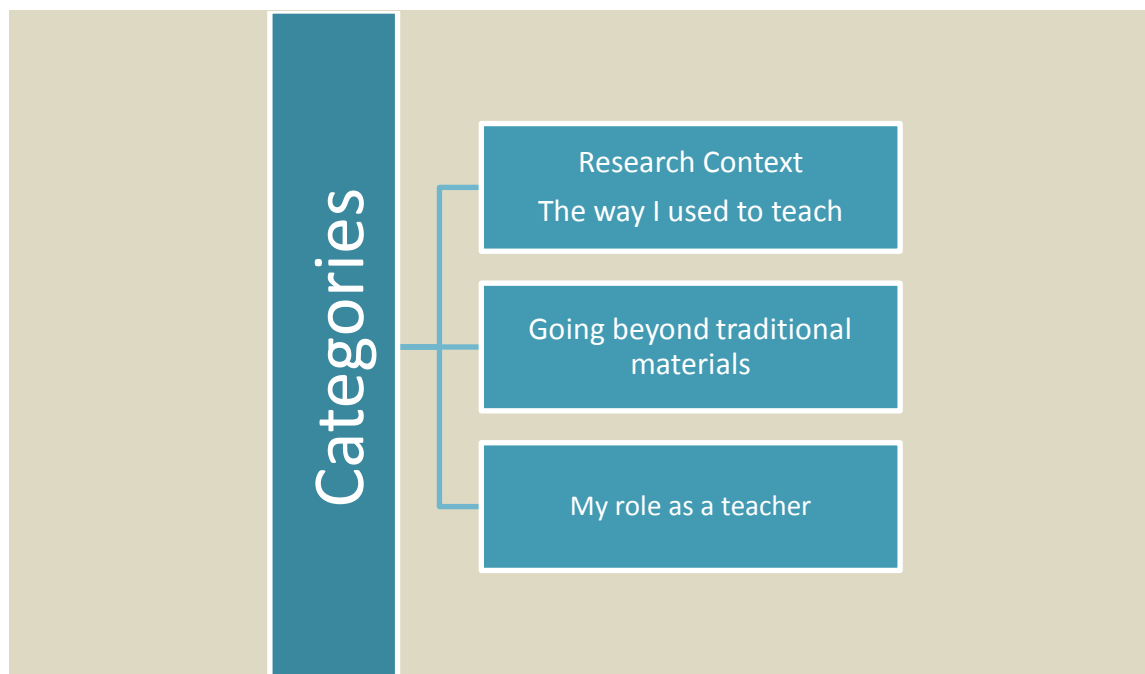 Categories
Research Context
The way I used to teach
Going beyond traditional
materials
My role as a teacher